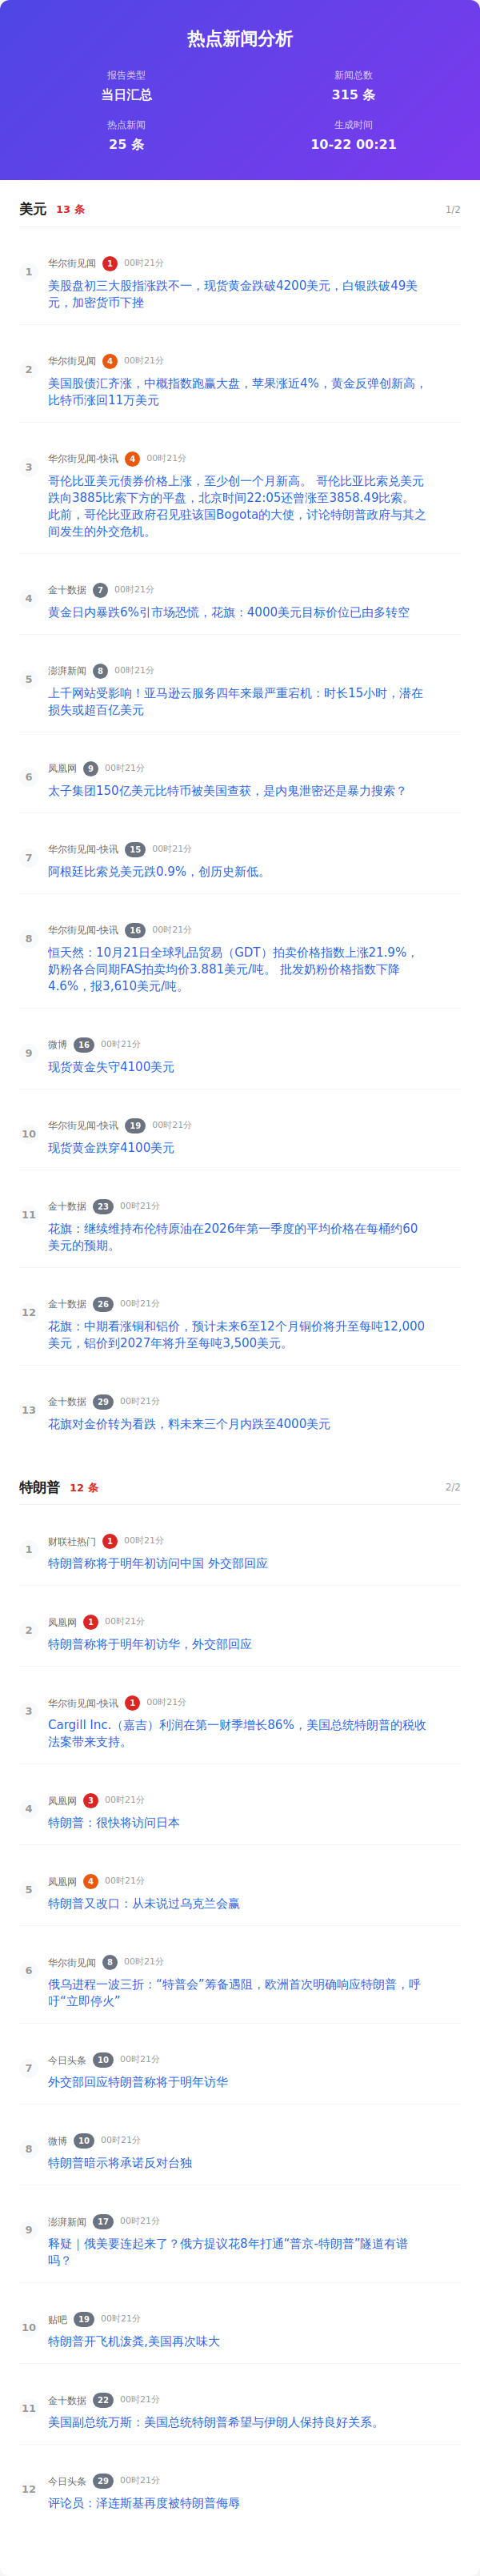 热点新闻分析
报告类型
新闻总数
当日汇总
315 条
热点新闻
生成时间
25 条
10-22 00:21
美元 13 条 1/2
1
华尔街见闻 1 00时21分
美股盘初三大股指涨跌不一，现货黄金跌破4200美元，白银跌破49美
元，加密货币下挫
2
华尔街见闻 4 00时21分
美国股债汇齐涨，中概指数跑赢大盘，苹果涨近4%，黄金反弹创新高，
比特币涨回11万美元
3
华尔街见闻-快讯 4 00时21分
哥伦比亚美元债券价格上涨，至少创一个月新高。 哥伦比亚比索兑美元
跌向3885比索下方的平盘，北京时间22:05还曾涨至3858.49比索。
此前，哥伦比亚政府召见驻该国Bogota的大使，讨论特朗普政府与其之
间发生的外交危机。
4
金十数据 7 00时21分
黄金日内暴跌6%引市场恐慌，花旗：4000美元目标价位已由多转空
5
澎湃新闻 8 00时21分
上千网站受影响！亚马逊云服务四年来最严重宕机：时长15小时，潜在
损失或超百亿美元
6
凤凰网 9 00时21分
太子集团150亿美元比特币被美国查获，是内鬼泄密还是暴力搜索？
7
华尔街见闻-快讯 15 00时21分
阿根廷比索兑美元跌0.9%，创历史新低。
8
华尔街见闻-快讯 16 00时21分
恒天然：10月21日全球乳品贸易（GDT）拍卖价格指数上涨21.9%，
奶粉各合同期FAS拍卖均价3.881美元/吨。 批发奶粉价格指数下降
4.6%，报3,610美元/吨。
9
微博 16 00时21分
现货黄金失守4100美元
10
华尔街见闻-快讯 19 00时21分
现货黄金跌穿4100美元
11
金十数据 23 00时21分
花旗：继续维持布伦特原油在2026年第一季度的平均价格在每桶约60
美元的预期。
12
金十数据 26 00时21分
花旗：中期看涨铜和铝价，预计未来6至12个月铜价将升至每吨12,000
美元，铝价到2027年将升至每吨3,500美元。
13
金十数据 29 00时21分
花旗对金价转为看跌，料未来三个月内跌至4000美元
特朗普 12 条 2/2
1
财联社热门 1 00时21分
特朗普称将于明年初访问中国 外交部回应
2
凤凰网 1 00时21分
特朗普称将于明年初访华，外交部回应
3
华尔街见闻-快讯 1 00时21分
Cargill Inc.（嘉吉）利润在第一财季增长86%，美国总统特朗普的税收
法案带来支持。
4
凤凰网 3 00时21分
特朗普：很快将访问日本
5
凤凰网 4 00时21分
特朗普又改口：从未说过乌克兰会赢
6
华尔街见闻 8 00时21分
俄乌进程一波三折：“特普会”筹备遇阻，欧洲首次明确响应特朗普，呼
吁“立即停火”
7
今日头条 10 00时21分
外交部回应特朗普称将于明年访华
8
微博 10 00时21分
特朗普暗示将承诺反对台独
9
澎湃新闻 17 00时21分
释疑｜俄美要连起来了？俄方提议花8年打通“普京-特朗普”隧道有谱
吗？
10
贴吧 19 00时21分
特朗普开飞机泼粪,美国再次味大
11
金十数据 22 00时21分
美国副总统万斯：美国总统特朗普希望与伊朗人保持良好关系。
12
今日头条 29 00时21分
评论员：泽连斯基再度被特朗普侮辱